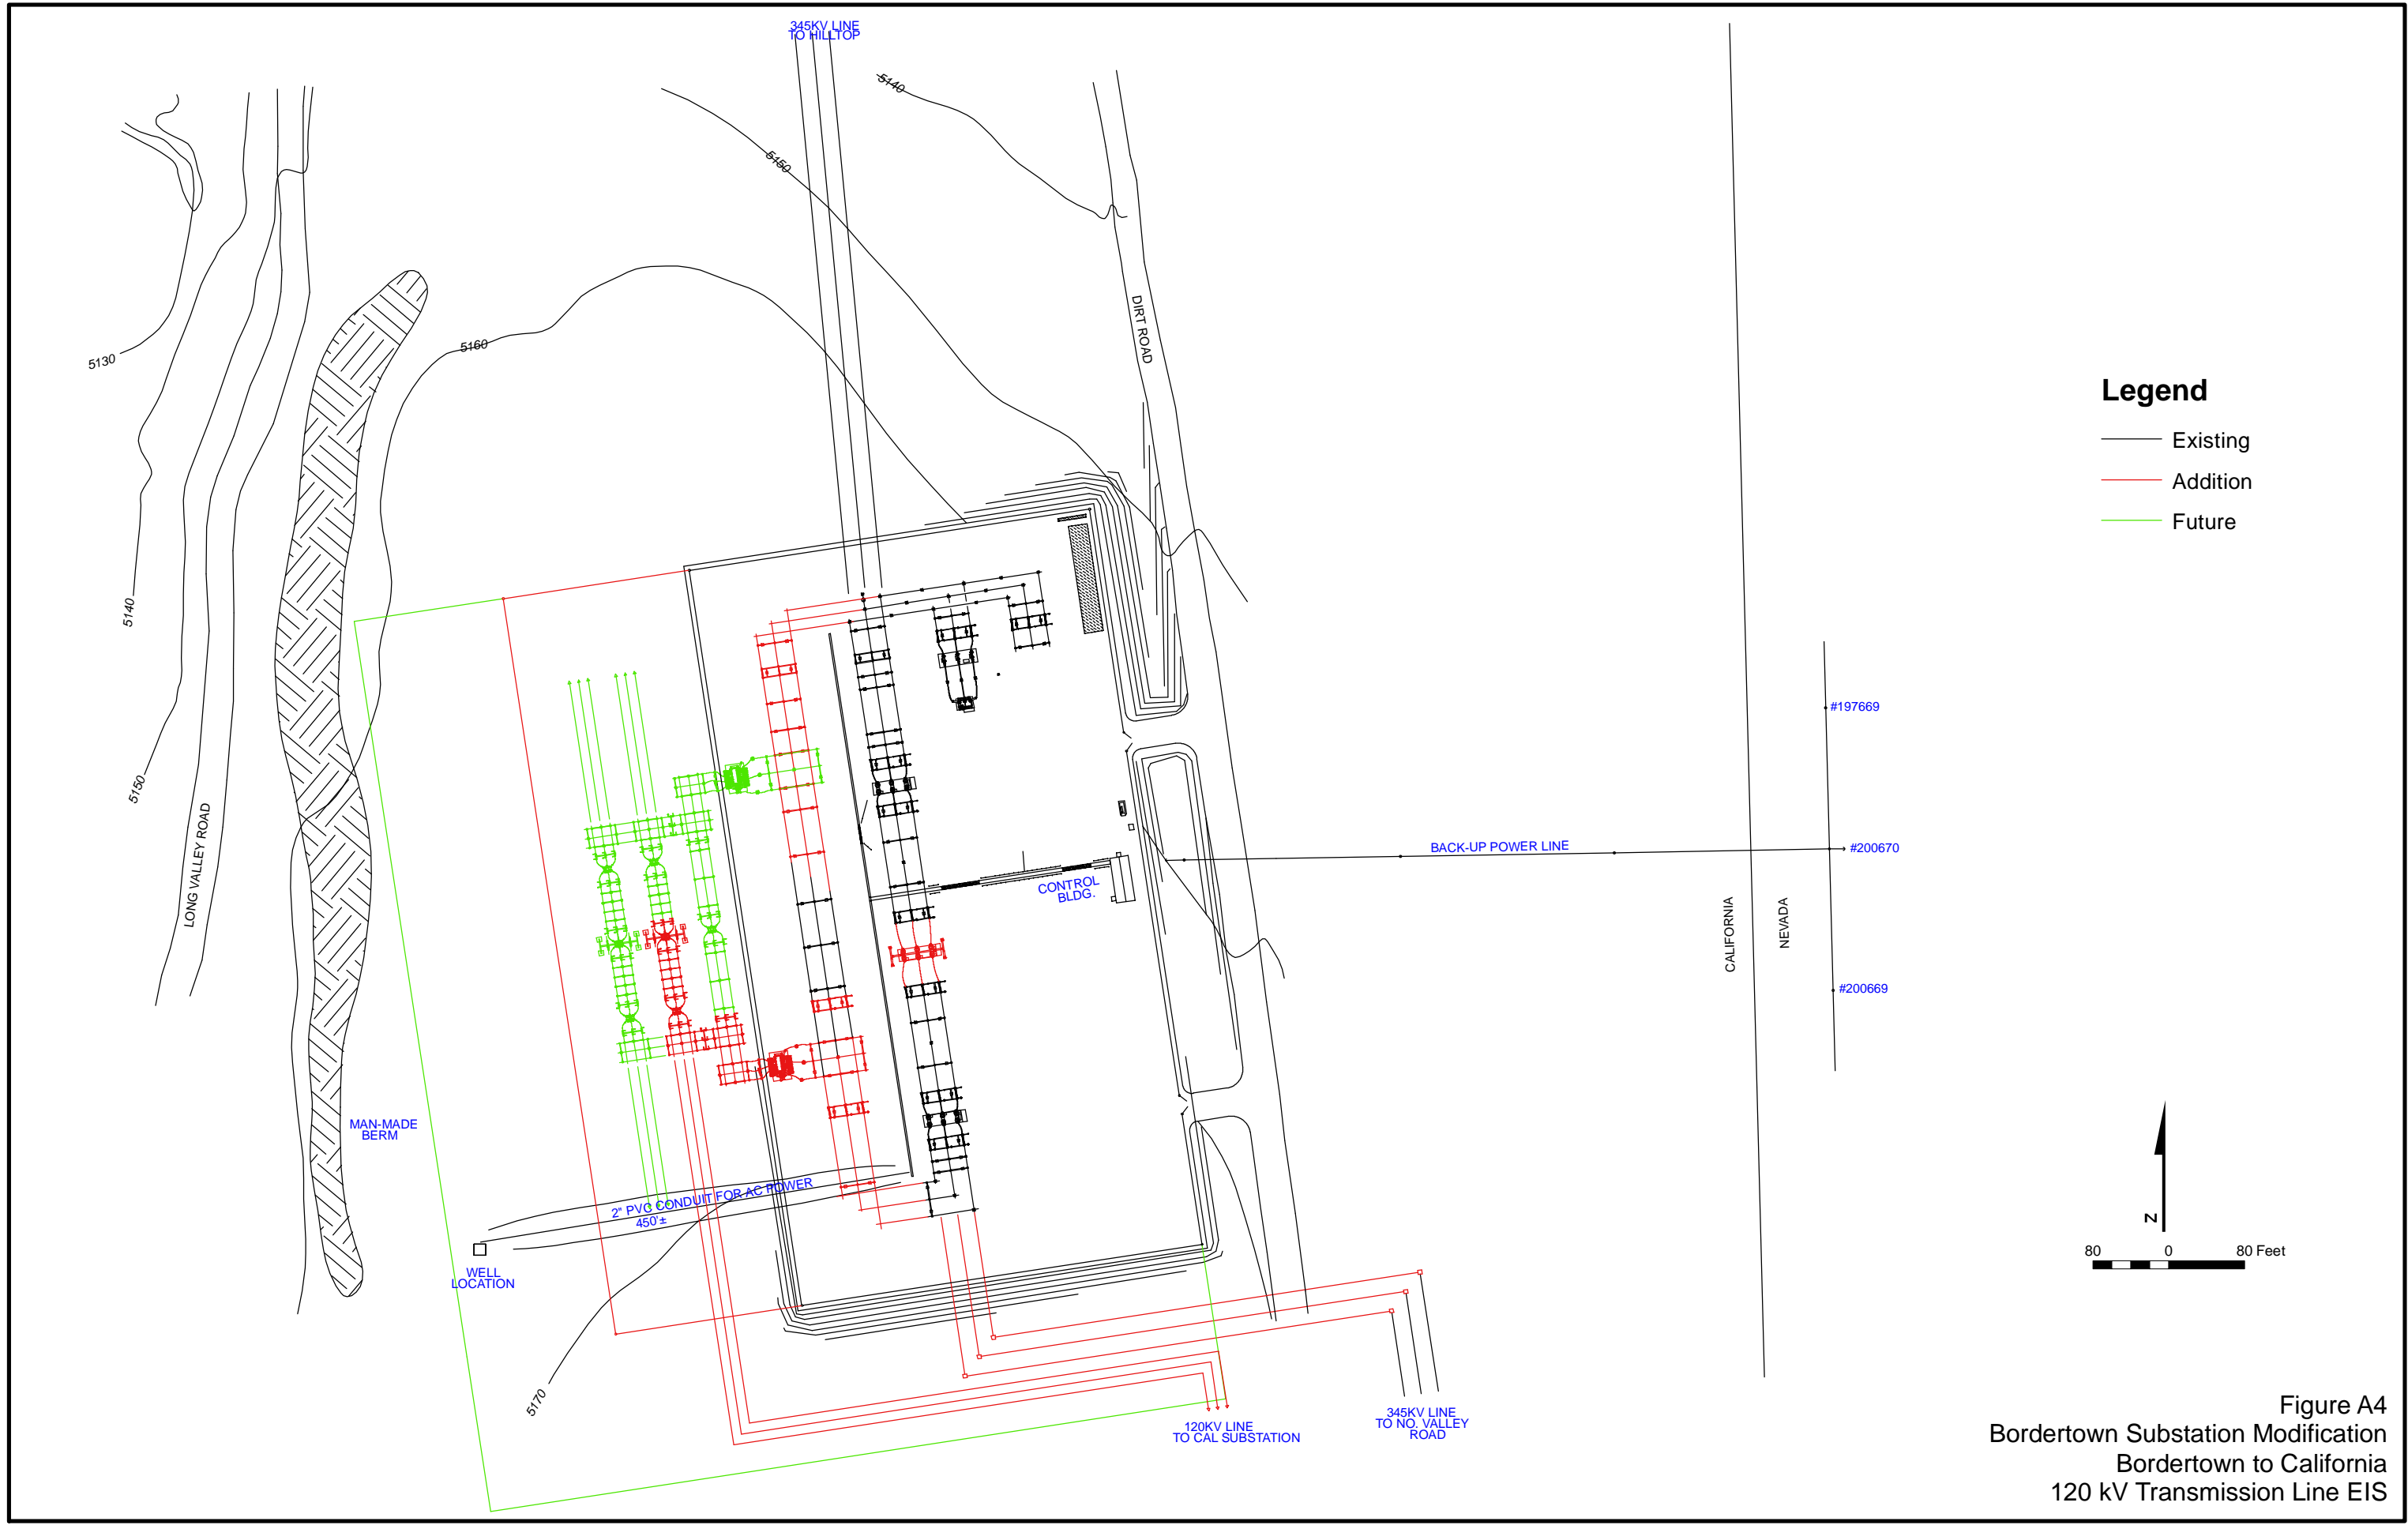 345KV LINE
TO HILLTOP
5140
5150
5160
5130
DIRT ROAD
Legend
Existing
Addition
Future
5140
5150
LONG VALLEY ROAD
#197669
BACK-UP POWER LINE
#200670
CONTROL
BLDG.
CALIFORNIA
NEVADA
#200669
MAN-MADE
BERM
2" PVC CONDUIT FOR AC POWER
450'±
WELL
LOCATION
N
80 0 80 Feet
5170
120KV LINE
TO CAL SUBSTATION
345KV LINE
TO NO. VALLEY
ROAD
Figure A4
Bordertown Substation Modification
Bordertown to California
120 kV Transmission Line EIS